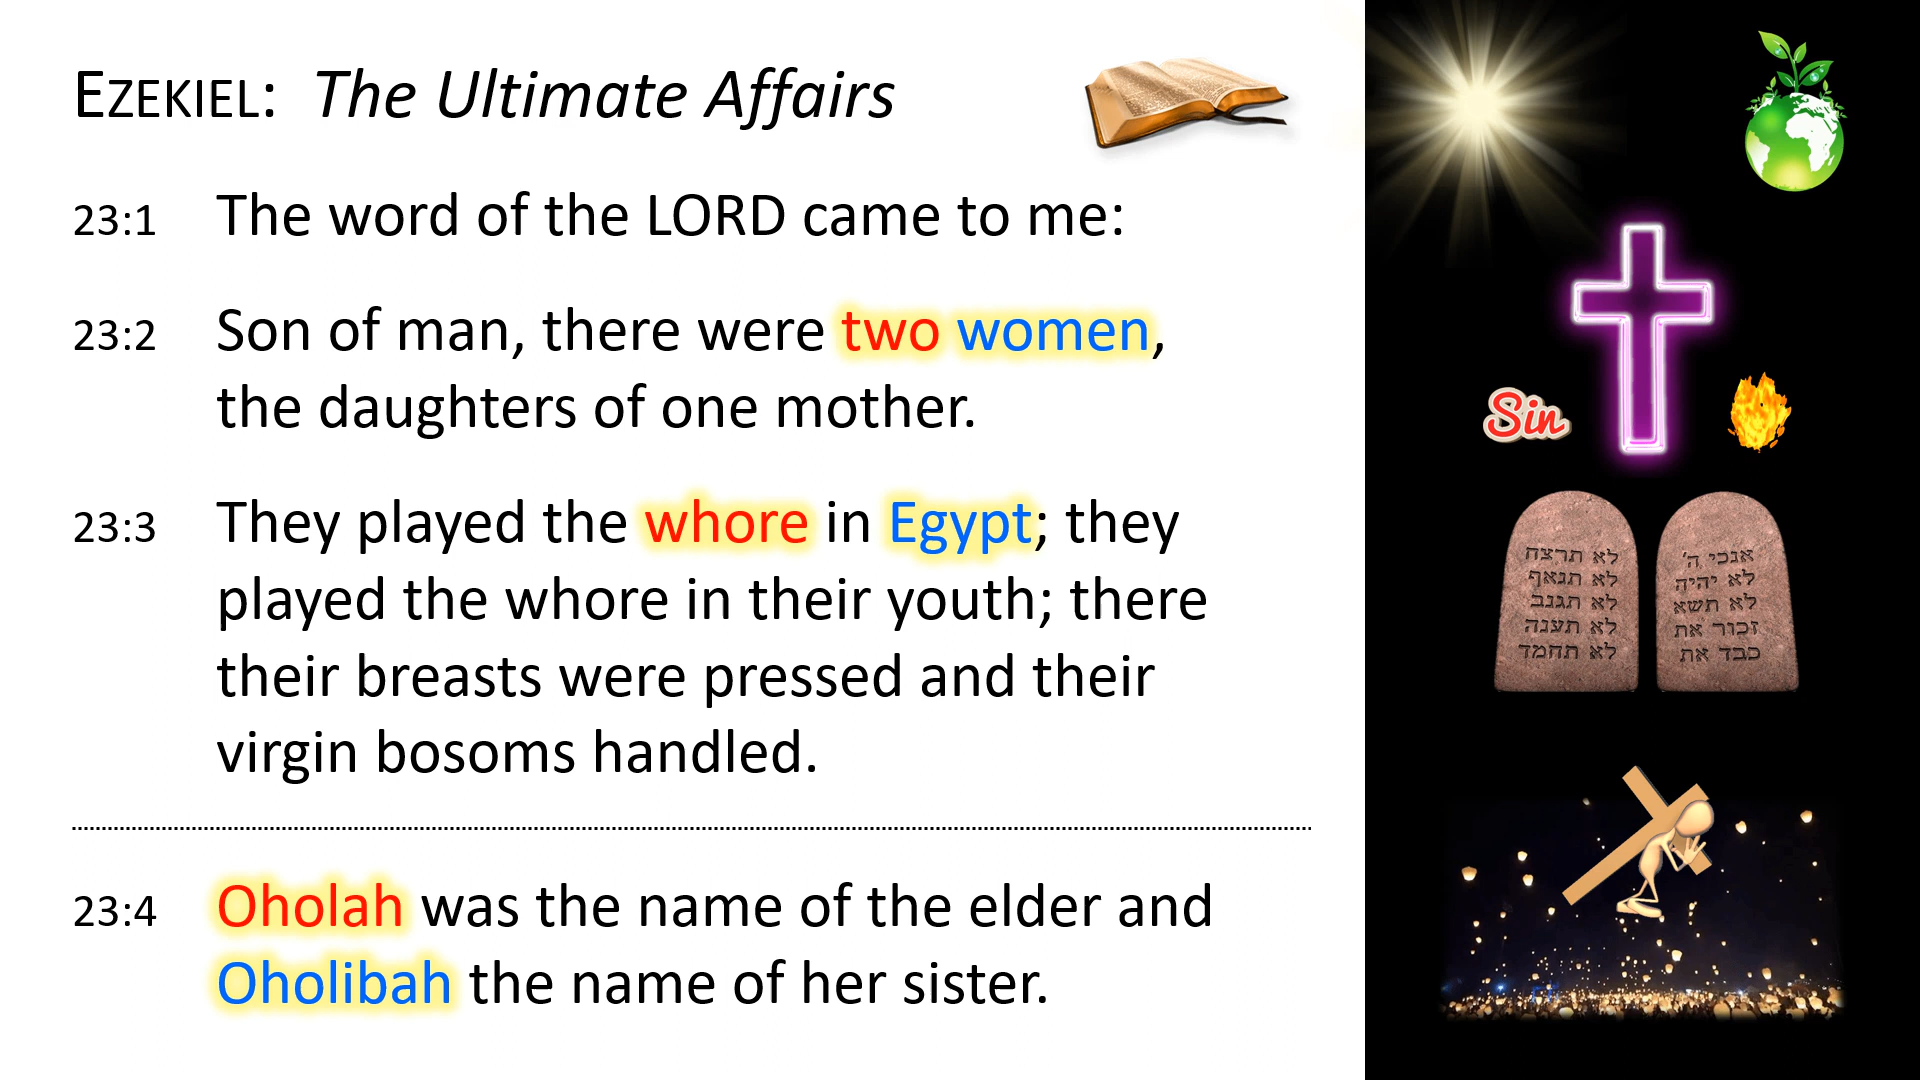 EZEKIEL: The Ultimate Affairs
23:1 The word of the LORD came to me:
23:2 Son of man, there were two women,
the daughters of one mother.
23:3 They played the whore in Egypt; they
played the whore in their youth; there
their breasts were pressed and their
virgin bosoms handled.
23:4 Oholah was the name of the elder and
Oholibah the name of her sister.
Sin
אנכי ה'
לא יהיה
לא תשא
זכור את
כבד את
לא תרצח
לא תנאף
לא תגנב
לא תענה
לא תחמד